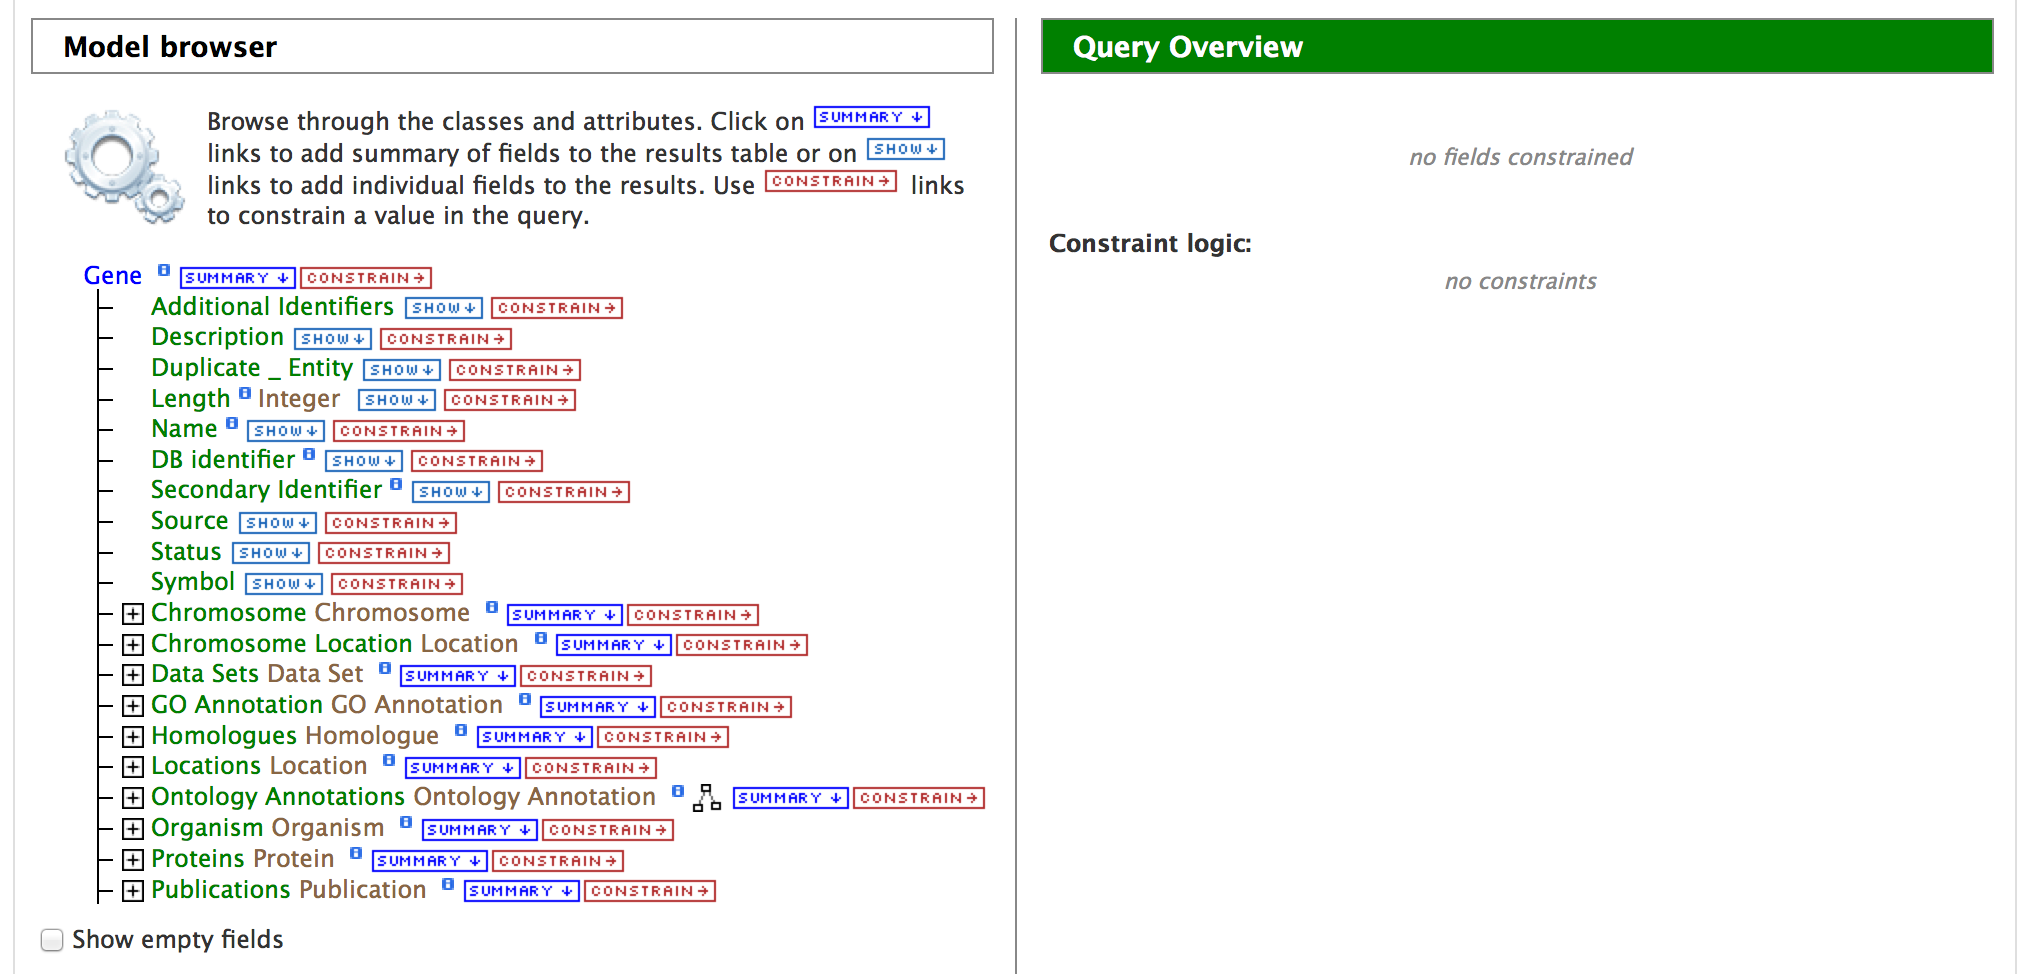 Model browser
Browse through the classes and attributes. Click on SUMMARY ↓
links to add summary of fields to the results table or on SHOW ↓
links to add individual fields to the results. Use CONSTRAIN → links
to constrain a value in the query.
Gene i SUMMARY ↓ CONSTRAIN →
Additional Identifiers SHOW ↓ CONSTRAIN →
Description SHOW ↓ CONSTRAIN →
Duplicate _ Entity SHOW ↓ CONSTRAIN →
Length i Integer SHOW ↓ CONSTRAIN →
Name i SHOW ↓ CONSTRAIN →
DB identifier i SHOW ↓ CONSTRAIN →
Secondary Identifier i SHOW ↓ CONSTRAIN →
Source SHOW ↓ CONSTRAIN →
Status SHOW ↓ CONSTRAIN →
Symbol SHOW ↓ CONSTRAIN →
+ Chromosome Chromosome i SUMMARY ↓ CONSTRAIN →
+ Chromosome Location Location i SUMMARY ↓ CONSTRAIN →
+ Data Sets Data Set i SUMMARY ↓ CONSTRAIN →
+ GO Annotation GO Annotation i SUMMARY ↓ CONSTRAIN →
+ Homologues Homologue i SUMMARY ↓ CONSTRAIN →
+ Locations Location i SUMMARY ↓ CONSTRAIN →
+ Ontology Annotations Ontology Annotation i SUMMARY ↓ CONSTRAIN →
+ Organism Organism i SUMMARY ↓ CONSTRAIN →
+ Proteins Protein i SUMMARY ↓ CONSTRAIN →
+ Publications Publication i SUMMARY ↓ CONSTRAIN →
Show empty fields
Query Overview
no fields constrained
Constraint logic:
no constraints